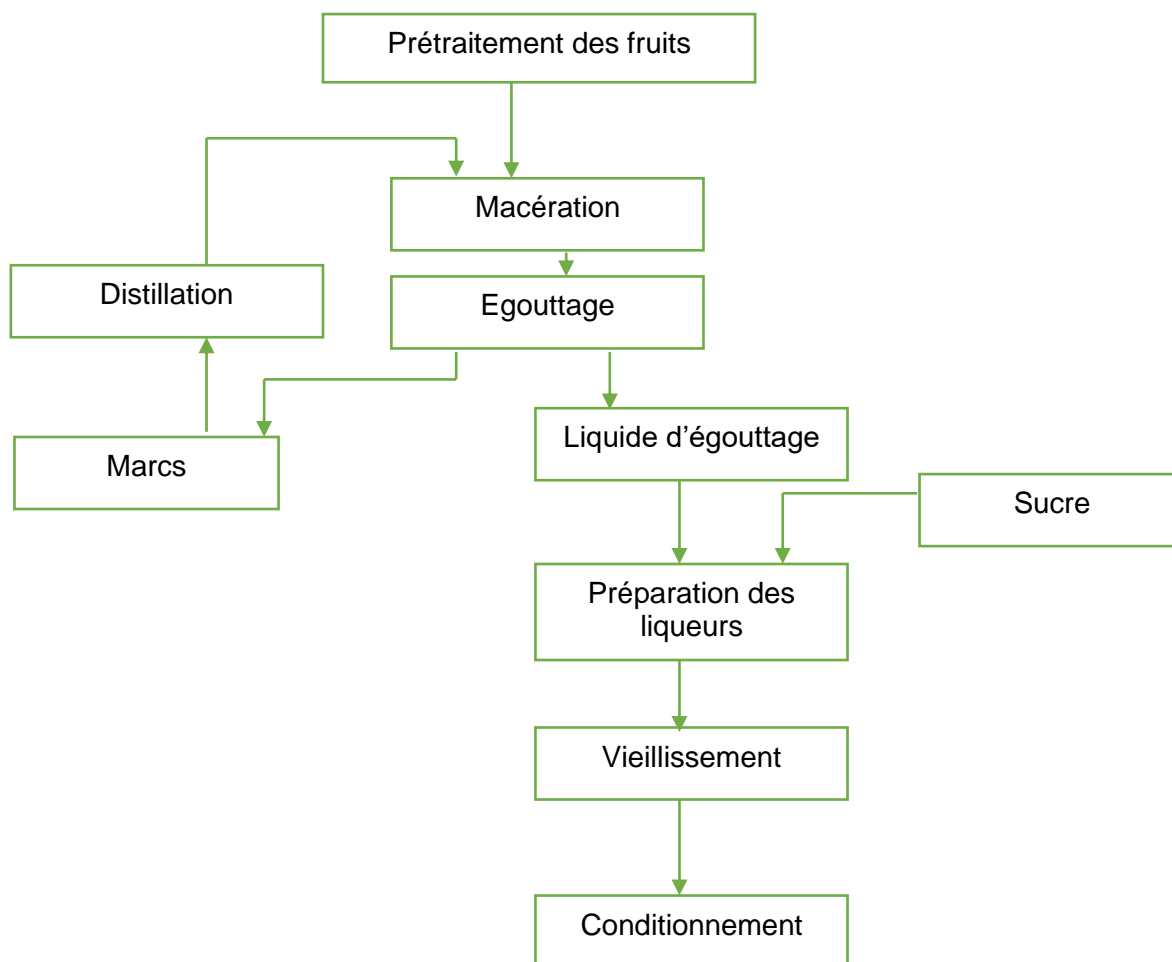 Prétraitement des fruits
Macération
Distillation
Egouttage
Liquide d’égouttage
Marcs
Sucre
Préparation des
liqueurs
Vieillissement
Conditionnement